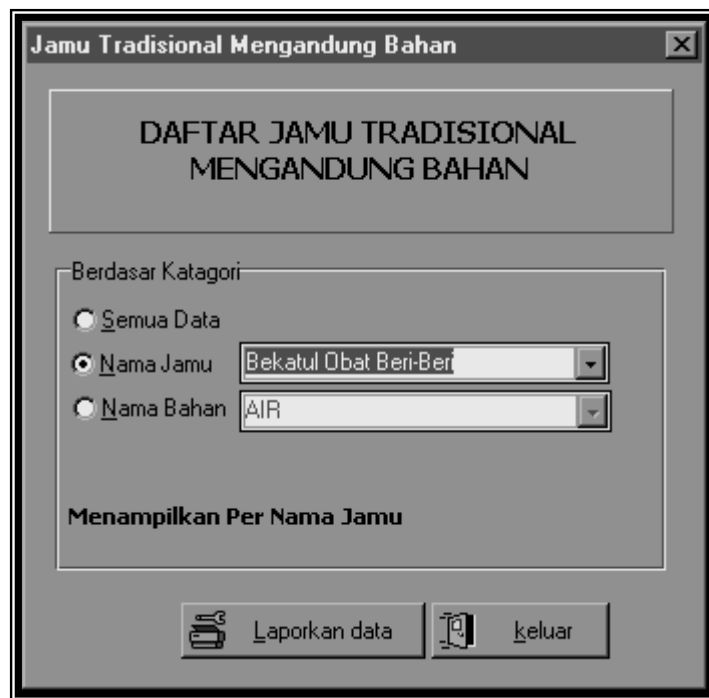 Jamu Tradisional Mengandung Bahan
DAFTAR JAMU TRADISIONAL
MENGANDUNG BAHAN
Berdasar Katagori
Semua Data
Nama Jamu Bekatul Obat Beri-Beri
Nama Bahan AIR
Menampilkan Per Nama Jamu
Laporkan data keluar